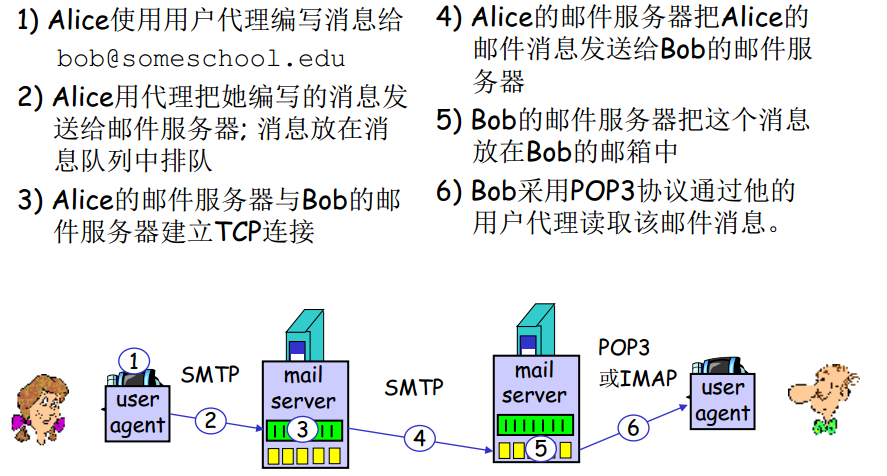 1) Alice使用用户代理编写消息给
bob@someschool.edu
2) Alice用代理把她编写的消息发
送给邮件服务器; 消息放在消
息队列中排队
3) Alice的邮件服务器与Bob的邮
件服务器建立TCP连接
4) Alice的邮件服务器把Alice的
邮件消息发送给Bob的邮件服
务器
5) Bob的邮件服务器把这个消息
放在Bob的邮箱中
6) Bob采用POP3协议通过他的
用户代理读取该邮件消息。
1
user
agent
SMTP
2
mail
server
3
SMTP
4
mail
server
5
POP3
或IMAP
6
user
agent